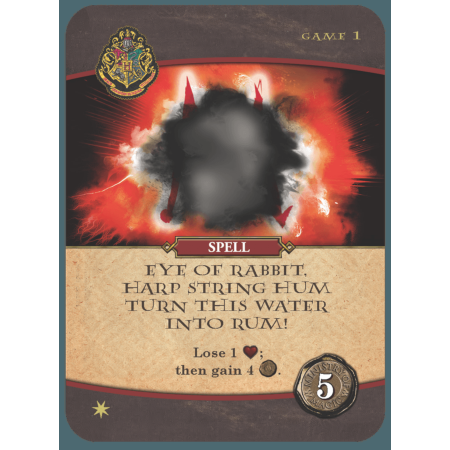 GAME 1
SPELL
EYE OF RABBIT,
HARP STRING HUM
TURN THIS WATER
INTO RUM!
Lose 1 ;
then gain 4 .
5